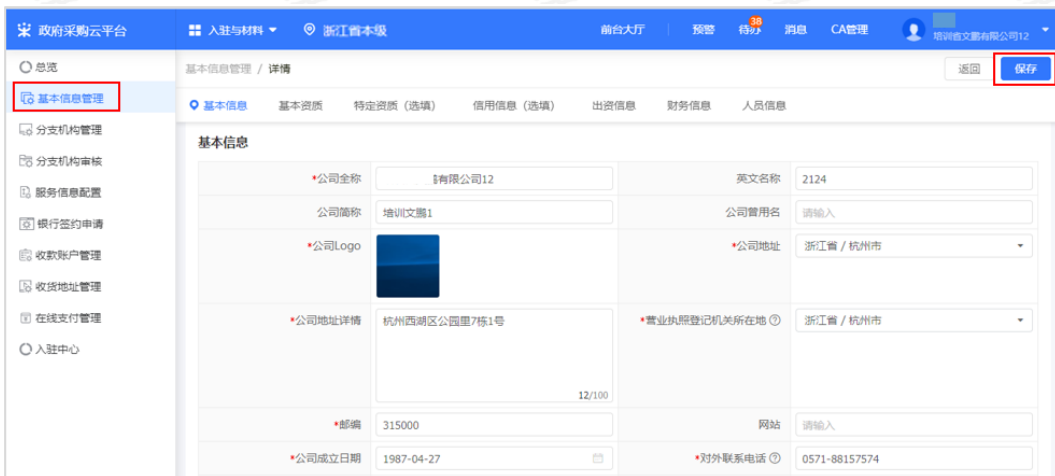 政府采购云平台 入驻与材料 浙江省本级 前台大厅 预警 待办 38 消息 CA管理 培训省文鹏有限公司12
总览
基本信息管理 / 详情 返回 保存
基本信息管理
基本信息 基本资质 特定资质（选填） 信用信息（选填） 出资信息 财务信息 人员信息
分支机构管理
基本信息
分支机构审核
*公司全称 有限公司12 英文名称 2124
服务信息配置
公司简称 培训文鹏1 公司曾用名 请输入
银行签约申请
*公司Logo *公司地址 浙江省 / 杭州市
收款账户管理
收货地址管理
在线支付管理
*公司地址详情 杭州西湖区公园里7栋1号 *营业执照登记机关所在地 浙江省 / 杭州市
入驻中心
12/100
*邮编 315000 网站 请输入
*公司成立日期 1987-04-27 *对外联系电话 0571-88157574